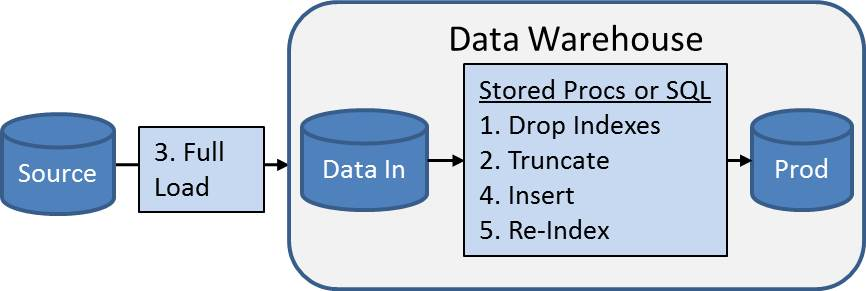 Data Warehouse
Source
3. Full
Load
Data In
Stored Procs or SQL
1. Drop Indexes
2. Truncate
4. Insert
5. Re-Index
Prod